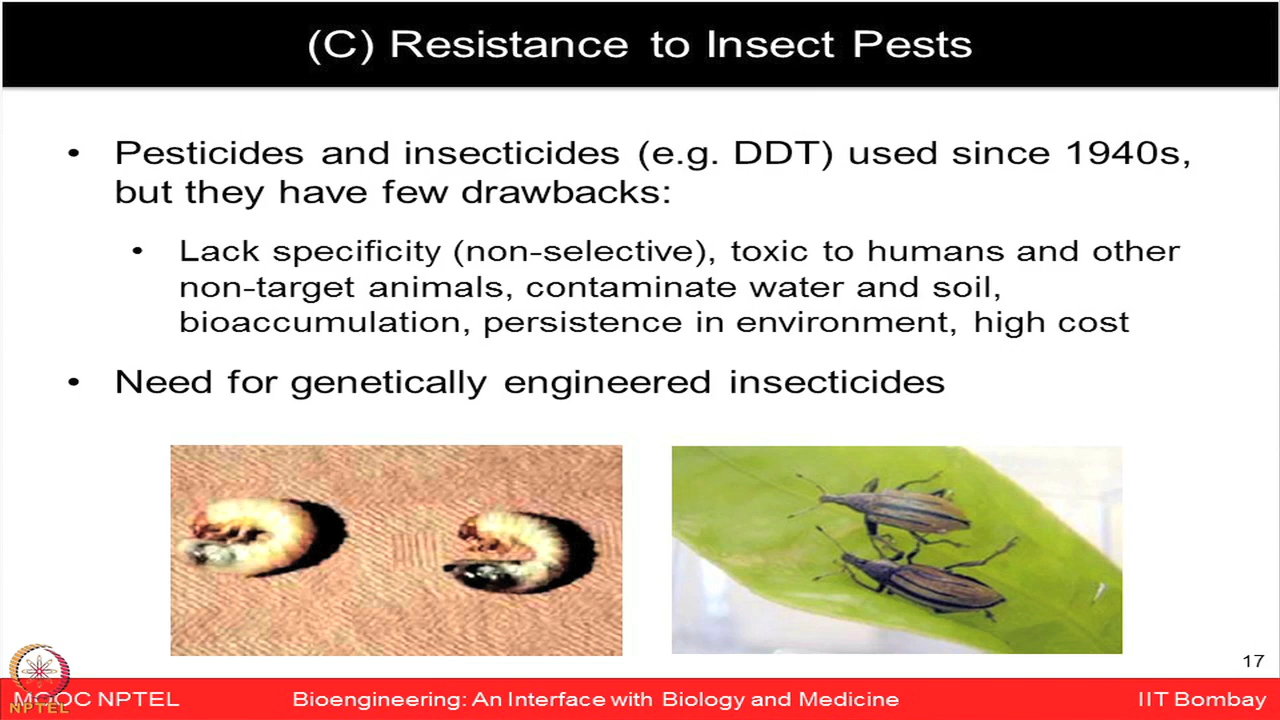 (C) Resistance to Insect Pests
• Pesticides and insecticides (e.g. DDT) used since 1940s,
but they have few drawbacks:
• Lack specificity (non-selective), toxic to humans and other
non-target animals, contaminate water and soil,
bioaccumulation, persistence in environment, high cost
• Need for genetically engineered insecticides
17
MOOC NPTEL Bioengineering: An Interface with Biology and Medicine IIT Bombay
NPTEL